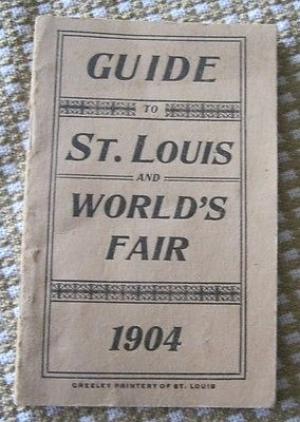 GUIDE
TO
ST. LOUIS
AND
WORLD'S
FAIR
1904
GREELEY PRINTERY OF ST. LOUIS